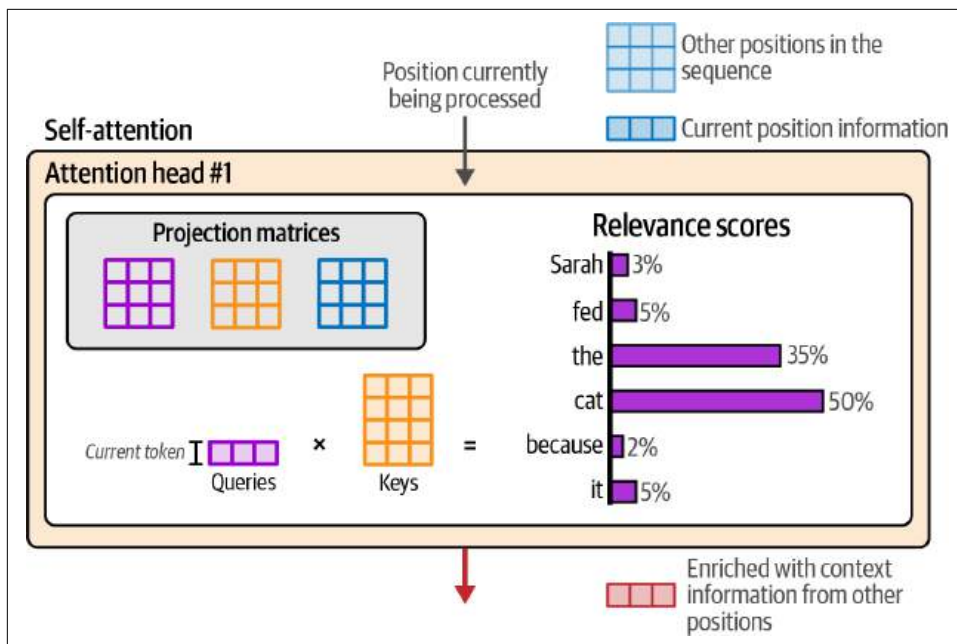 Other positions in the
sequence
Position currently
being processed
Current position information
Self-attention
Attention head #1
Projection matrices
Relevance scores
Sarah 3%
fed 5%
the 35%
cat 50%
because 2%
it 5%
Current token
×
=
Queries
Keys
Enriched with context
information from other
positions